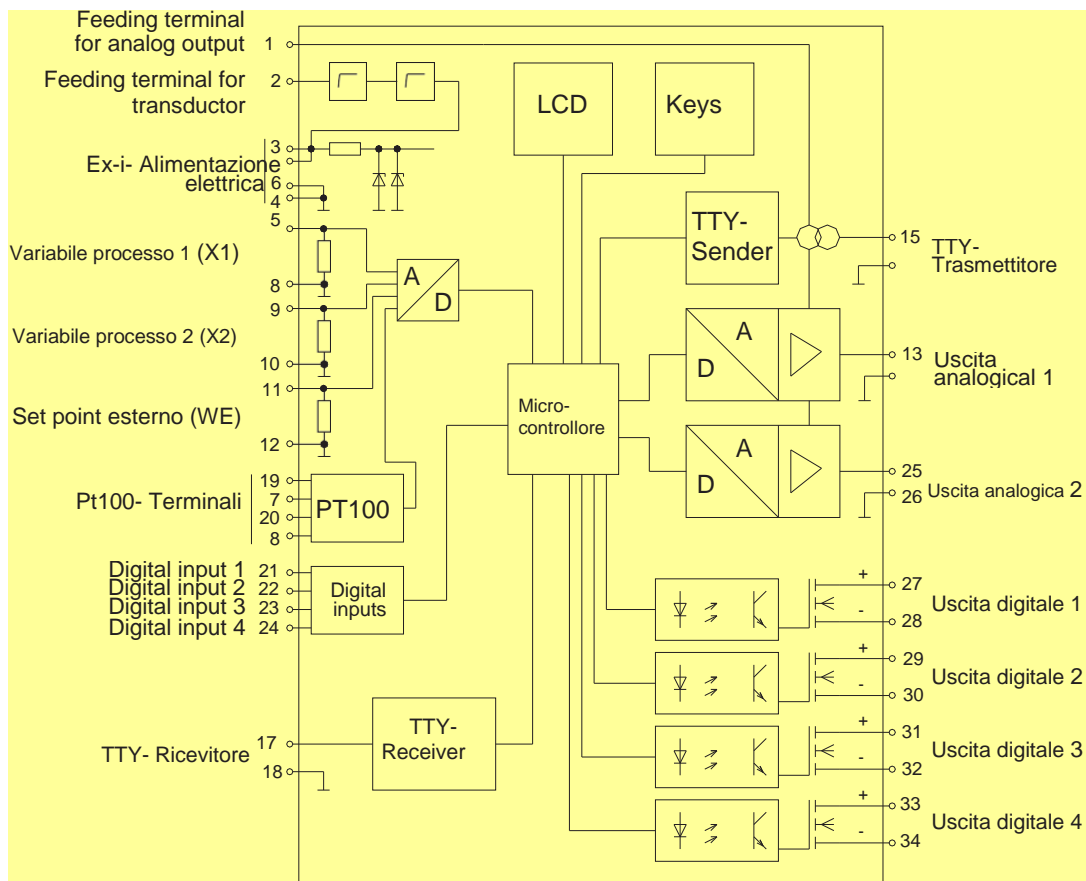 Feeding terminal
for analog output
1
Feeding terminal for
transductor
2
LCD
Keys
3
Ex-i- Alimentazione
elettrica
6
4
5
TTY-
Sender
15
TTY-
Trasmettitore
Variabile processo 1 (X1)
8
A
D
9
Variabile processo 2 (X2)
10
11
A
D
13
Uscita
analogical 1
Set point esterno (WE)
12
Micro-
controllore
A
D
25
26
Uscita analogica 2
Pt100- Terminali
19
7
20
8
PT100
Digital input 1
21
Digital input 2
22
Digital input 3
23
Digital input 4
24
Digital
inputs
+
27
-
28
Uscita digitale 1
+
29
-
30
Uscita digitale 2
TTY- Ricevitore
17
18
TTY-
Receiver
+
31
-
32
Uscita digitale 3
+
33
-
34
Uscita digitale 4